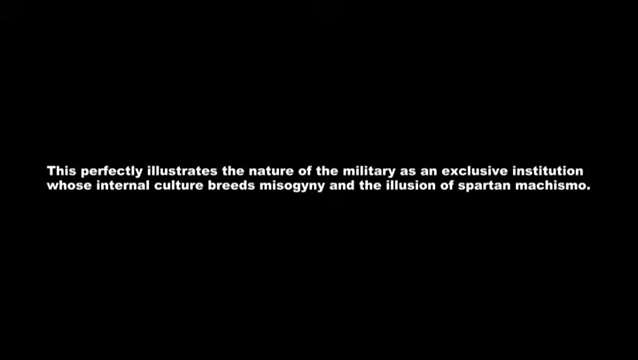 This perfectly illustrates the nature of the military as an exclusive institution
whose internal culture breeds misogyny and the illusion of spartan machismo.